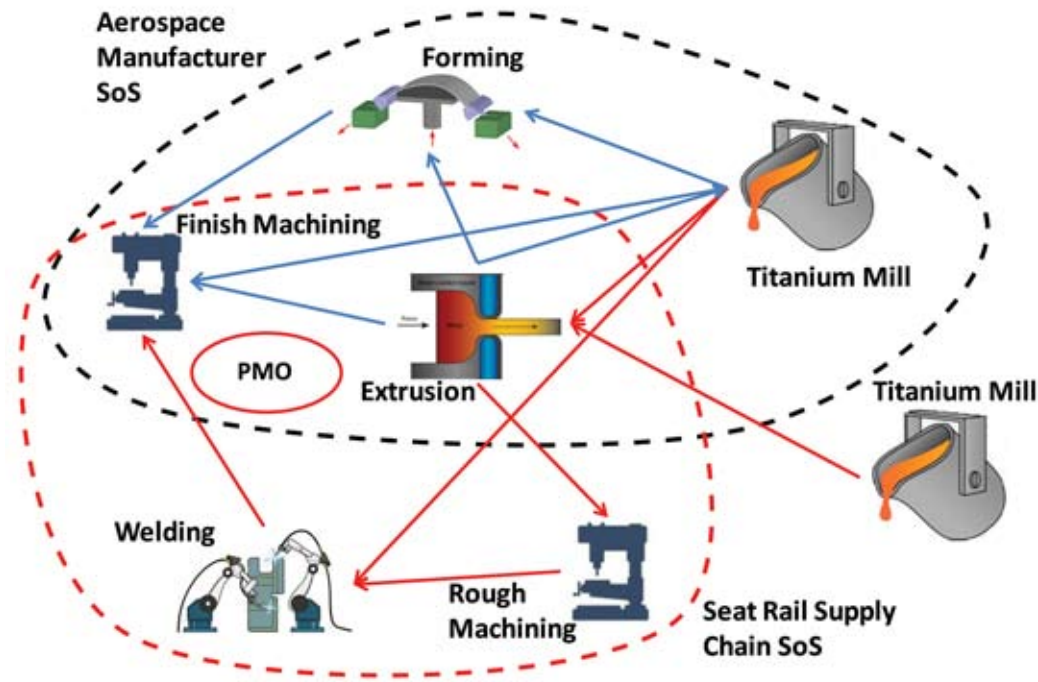 Aerospace
Manufacturer
SoS
Forming
Finish Machining
Titanium Mill
PMO
Extrusion
Titanium Mill
Welding
Rough
Machining
Seat Rail Supply
Chain SoS